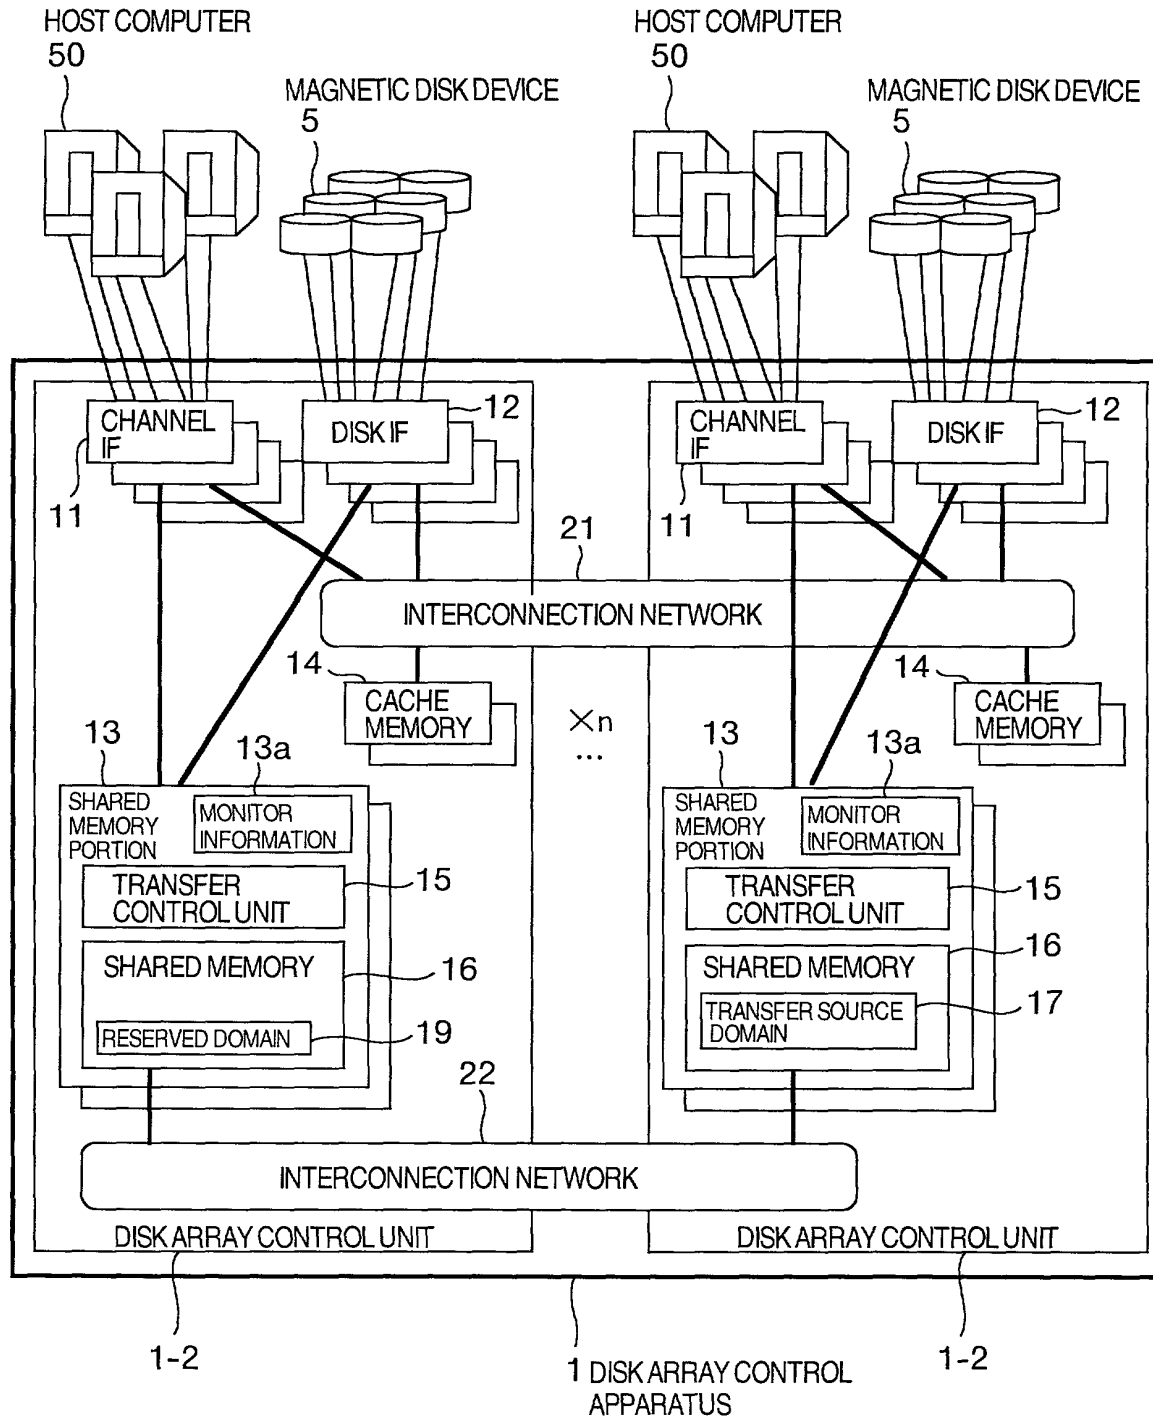 HOST COMPUTER
50
MAGNETIC DISK DEVICE
5
HOST COMPUTER
50
MAGNETIC DISK DEVICE
5
CHANNEL
IF
11
DISK IF
12
CHANNEL
IF
11
DISK IF
12
21
INTERCONNECTION NETWORK
14
CACHE
MEMORY
×n
...
14
CACHE
MEMORY
13
SHARED
MEMORY
PORTION
13a
MONITOR
INFORMATION
TRANSFER
CONTROL UNIT
15
SHARED MEMORY
16
RESERVED DOMAIN
19
13
SHARED
MEMORY
PORTION
13a
MONITOR
INFORMATION
TRANSFER
CONTROL UNIT
15
SHARED MEMORY
16
TRANSFER SOURCE
DOMAIN
17
22
INTERCONNECTION NETWORK
DISK ARRAY CONTROL UNIT
DISK ARRAY CONTROL UNIT
1-2
1 DISK ARRAY CONTROL
APPARATUS
1-2